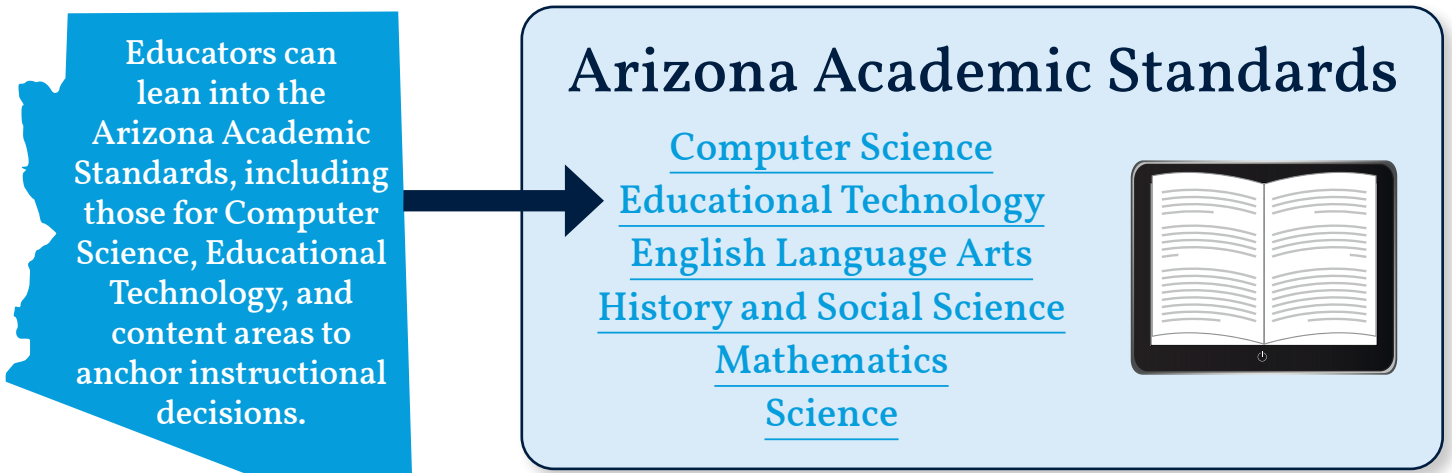 Educators can
lean into the
Arizona Academic
Standards, including
those for Computer
Science, Educational
Technology, and
content areas to
anchor instructional
decisions.
Arizona Academic Standards
Computer Science
Educational Technology
English Language Arts
History and Social Science
Mathematics
Science